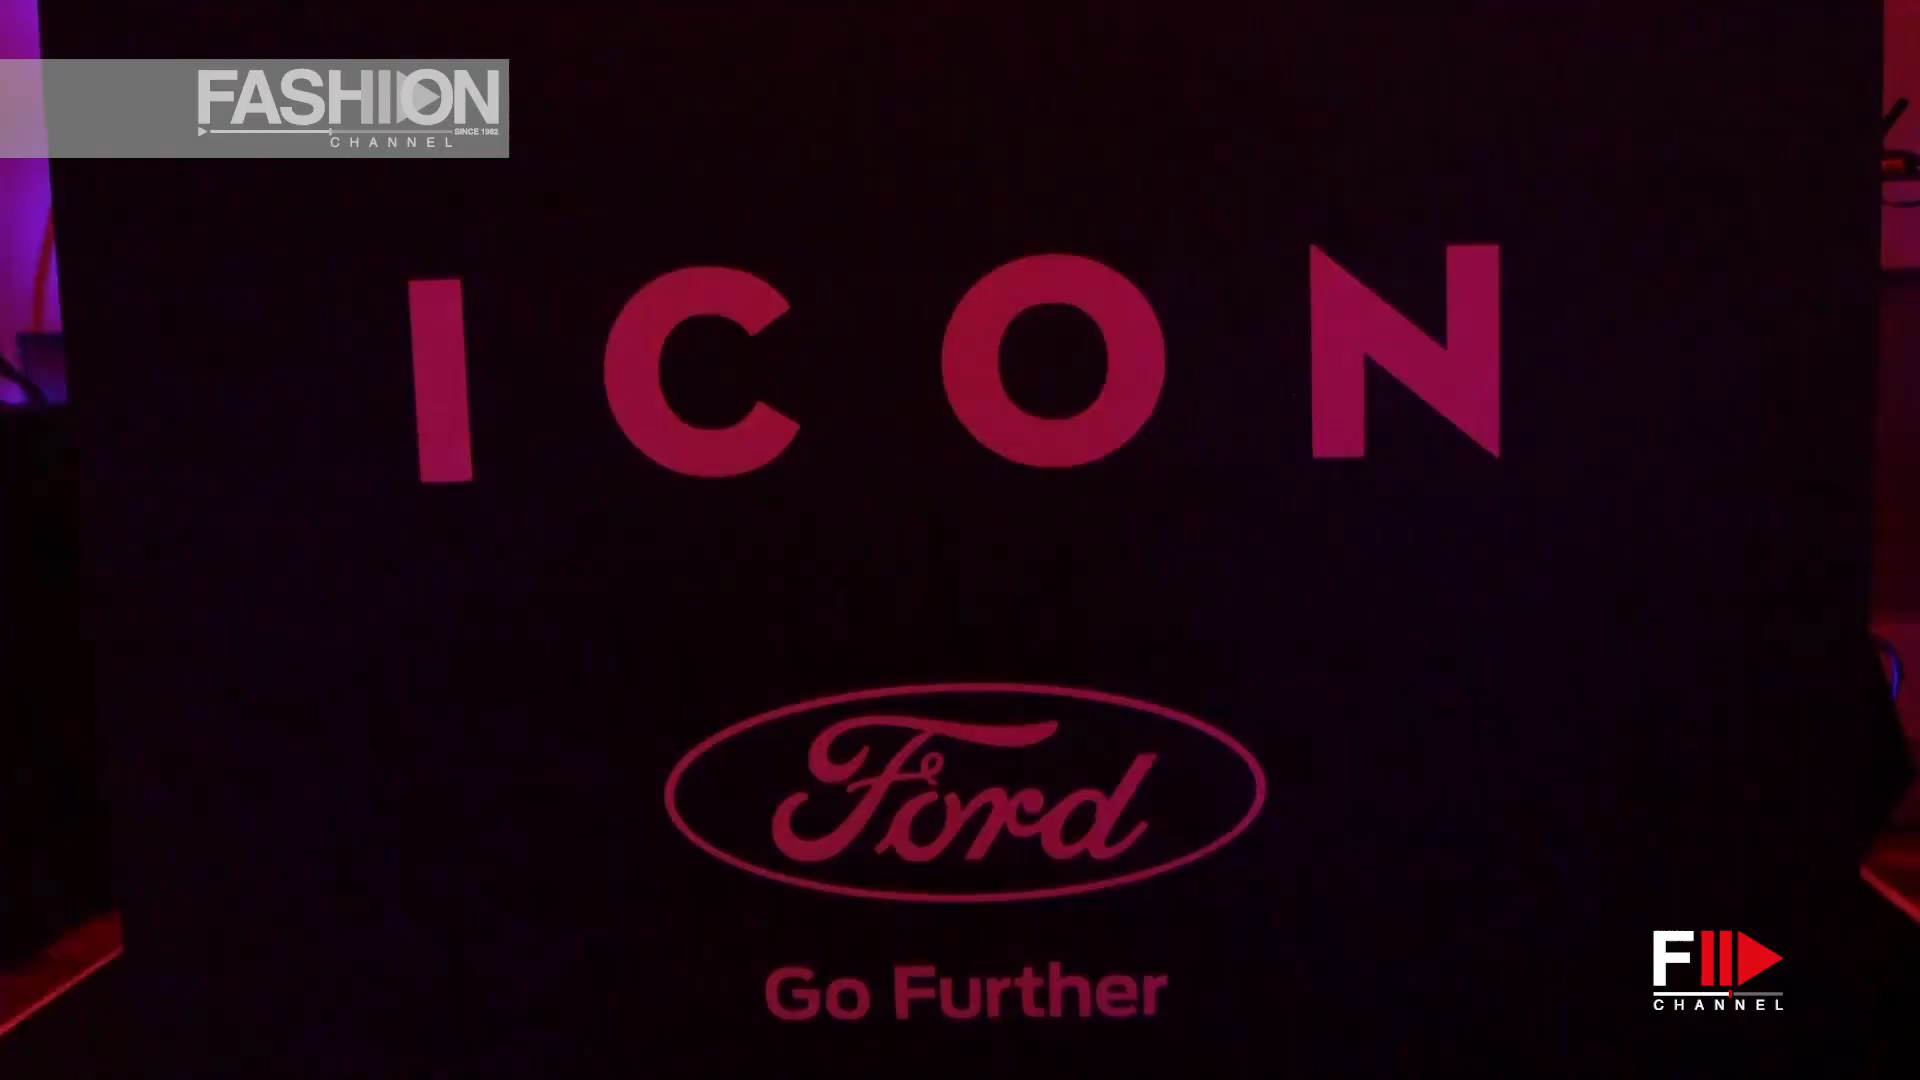 FASHION
SINCE 1982
CHANNEL
ICON
Ford
Go Further
F
CHANNEL